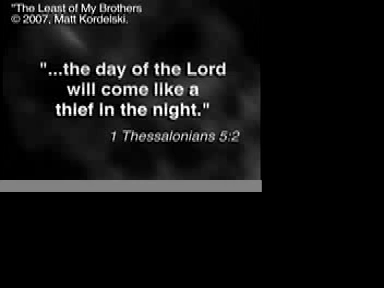 "The Least of My Brothers
© 2007, Matt Kordelski.
"...the day of the Lord
will come like a
thief in the night."
1 Thessalonians 5:2